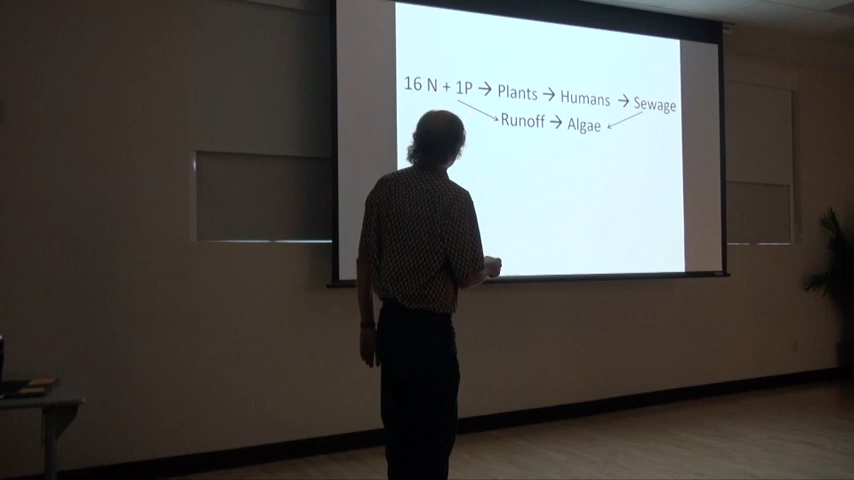 16 N + 1P → Plants → Humans → Sewage
Runoff → Algae